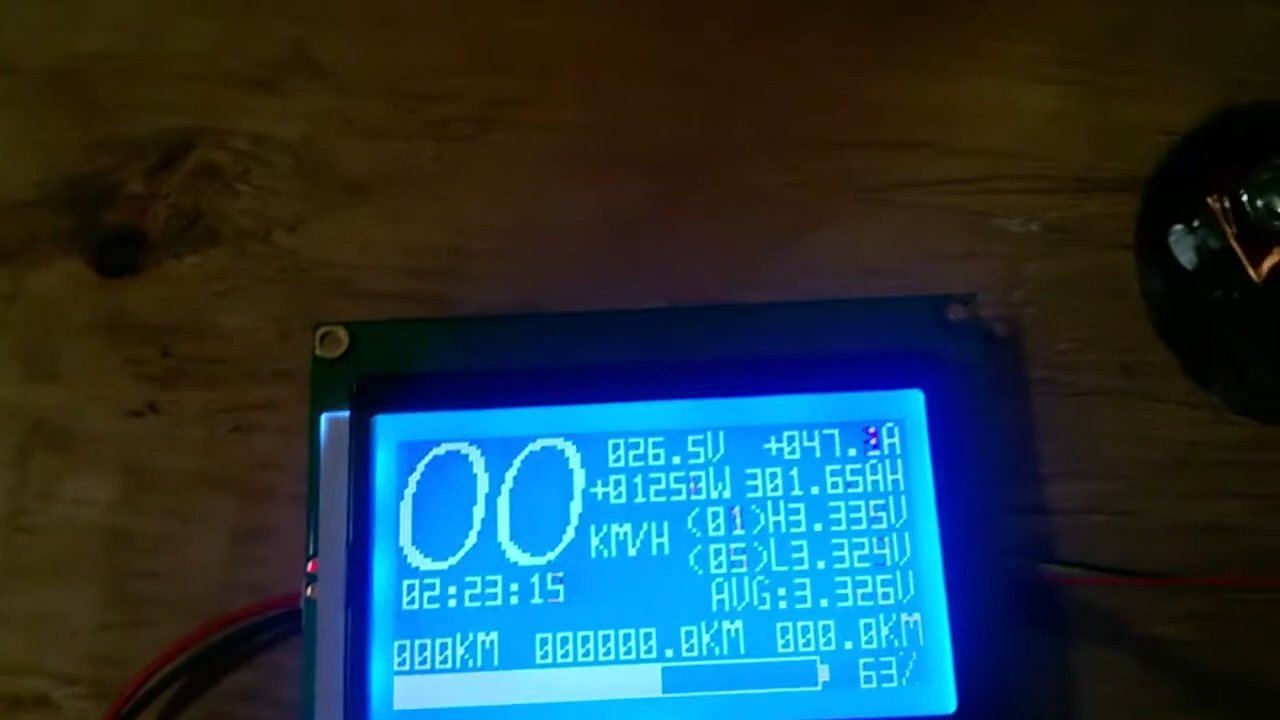 00 KM/H
026.5V +047.
+01250W 301.65AH
(01)H3.335V
(05)L3.324V
02:23:15 AVG:3.326V
000KM 000000.0KM 000.0KM
63%